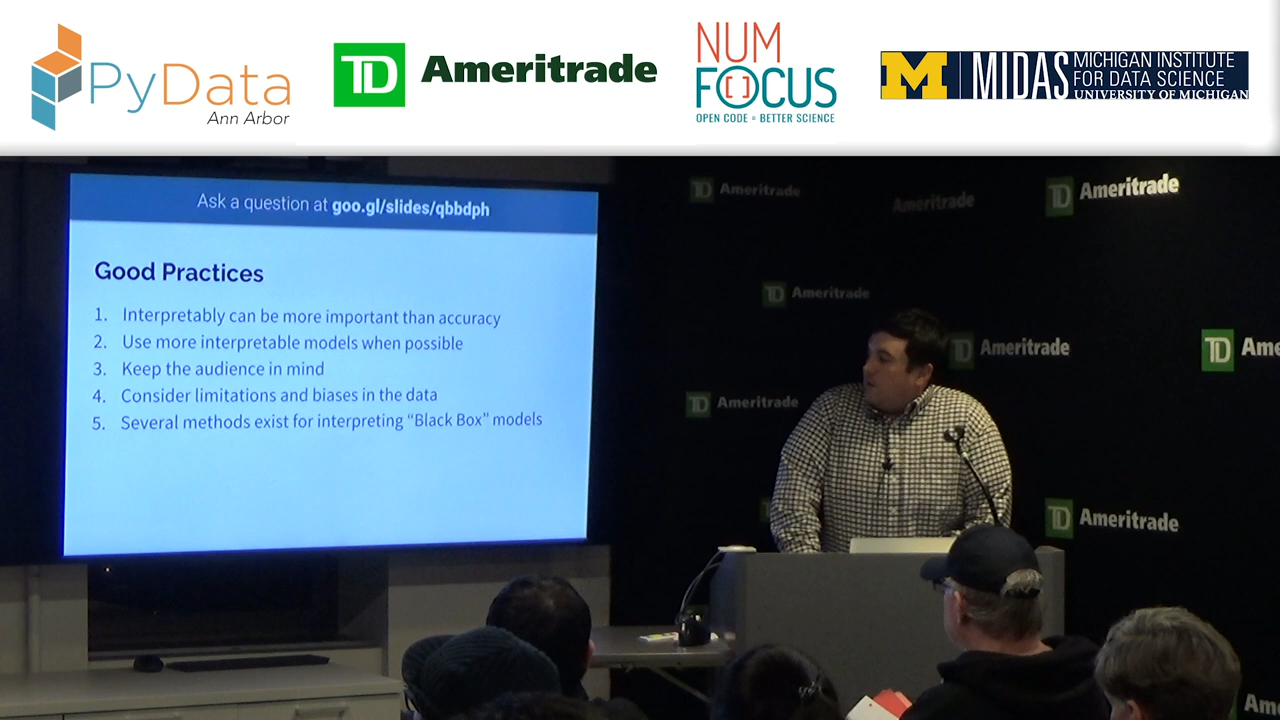 PyData
Ann Arbor
TD Ameritrade
NUM
FOCUS
OPEN CODE = BETTER SCIENCE
M MIDAS
MICHIGAN INSTITUTE
FOR DATA SCIENCE
UNIVERSITY OF MICHIGAN
Ask a question at goo.gl/slides/qbbdph
Good Practices
1. Interpretably can be more important than accuracy
2. Use more interpretable models when possible
3. Keep the audience in mind
4. Consider limitations and biases in the data
5. Several methods exist for interpreting “Black Box” models
TD Ameritrade
Ameritrade
TD Ameritrade
TD Ameritrade
TD Ameritrade
TD Ame
TD Ameritrade
TD Ameritrade
Am